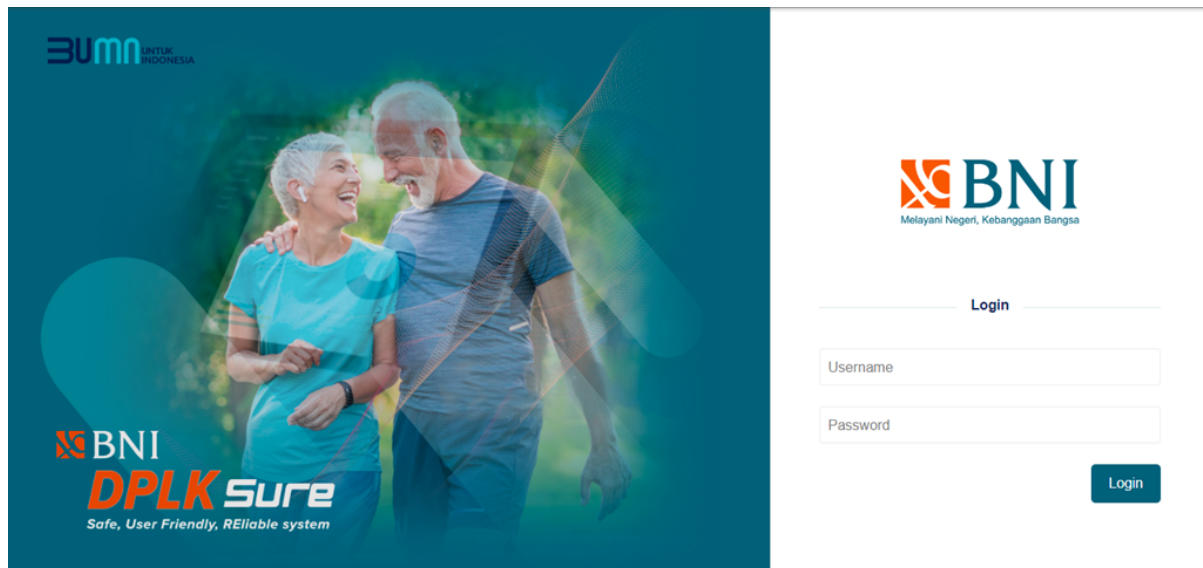 BUMN UNTUK
INDONESIA
BNI
DPLK Sure
Safe, User Friendly, REliable system
BNI
Melayani Negeri, Kebanggaan Bangsa
Login
Username
Password
Login